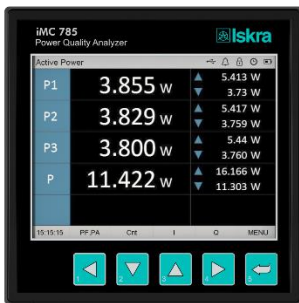 iMC 785
Power Quality Analyzer
Iskra
Active Power
P1 3.855 W 5.413 W
3.73 W
P2 3.829 W 5.417 W
3.759 W
P3 3.800 W 5.44 W
3.760 W
P 11.422 W 16.166 W
11.303 W
15:15:15 PF,PA Cnt I Q MENU
1 2 3 4 5